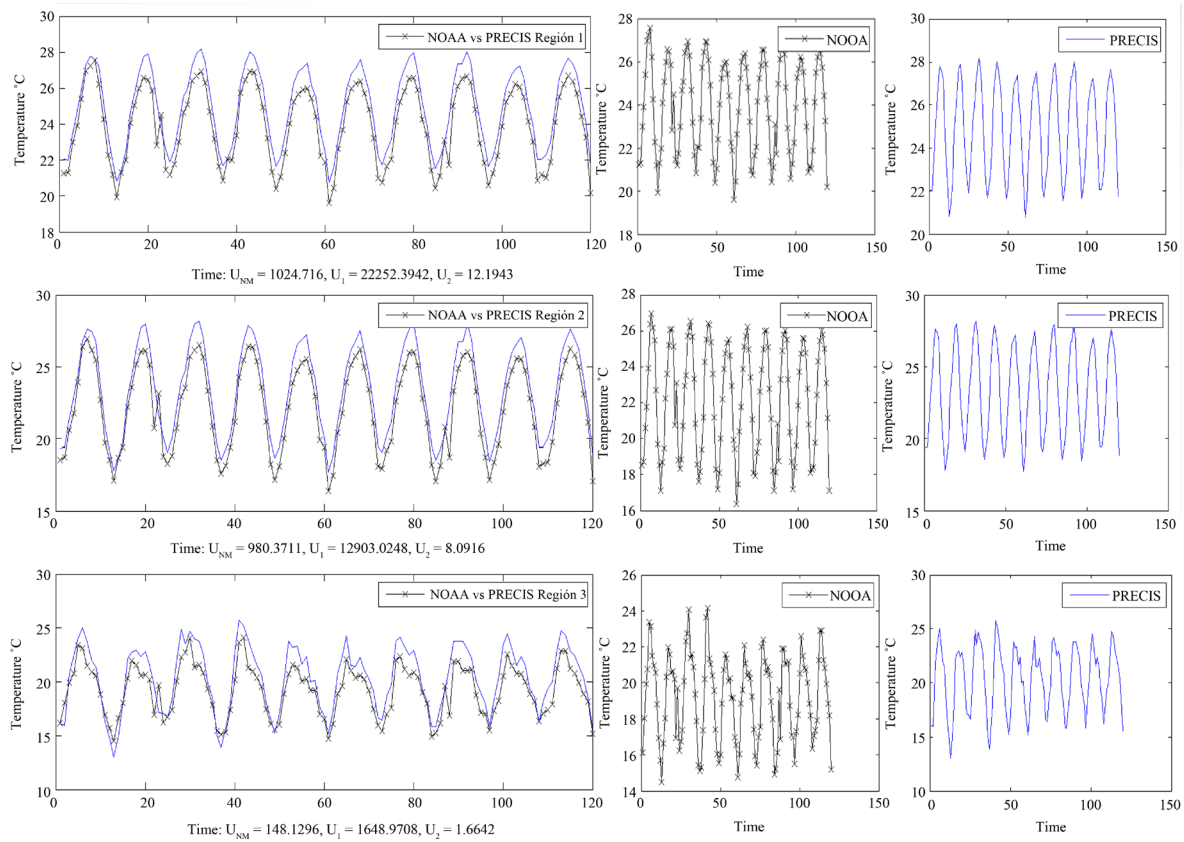 NOAA vs PRECIS Región 1
Temperature ˚C
30
28
26
24
22
20
18
0 20 40 60 80 100 120
Time: U_NM = 1024.716, U_1 = 22252.3942, U_2 = 12.1943
NOOA
Temperature ˚C
28
26
24
22
20
18
0 50 100 150
Time
PRECIS
Temperature ˚C
30
28
26
24
22
20
0 50 100 150
Time
NOAA vs PRECIS Región 2
Temperature ˚C
30
25
20
15
0 20 40 60 80 100 120
Time: U_NM = 980.3711, U_1 = 12903.0248, U_2 = 8.0916
NOOA
Temperature ˚C
28
26
24
22
20
18
16
0 50 100 150
Time
PRECIS
Temperature ˚C
30
25
20
15
0 50 100 150
Time
NOAA vs PRECIS Región 3
Temperature ˚C
30
25
20
15
10
0 20 40 60 80 100 120
Time: U_NM = 148.1296, U_1 = 1648.9708, U_2 = 1.6642
NOOA
Temperature ˚C
26
24
22
20
18
16
14
0 50 100 150
Time
PRECIS
Temperature ˚C
30
25
20
15
10
0 50 100 150
Time